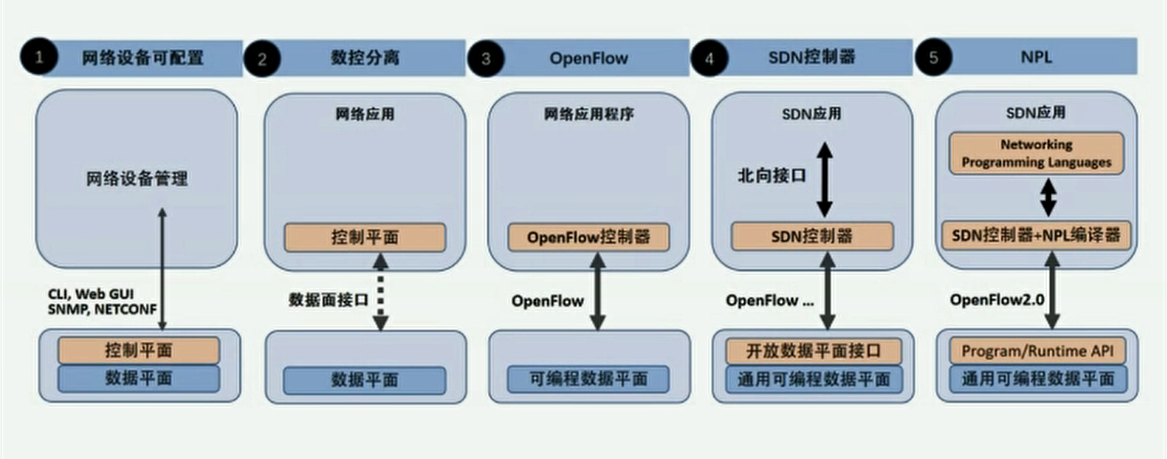 1 网络设备可配置
2 数控分离
3 OpenFlow
4 SDN控制器
5 NPL
网络设备管理
CLI, Web GUI
SNMP, NETCONF
控制平面
数据平面
网络应用
控制平面
数据面接口
数据平面
网络应用程序
OpenFlow控制器
OpenFlow
可编程数据平面
SDN应用
北向接口
SDN控制器
OpenFlow ...
开放数据平面接口
通用可编程数据平面
SDN应用
Networking
Programming Languages
SDN控制器+NPL编译器
OpenFlow2.0
Program/Runtime API
通用可编程数据平面